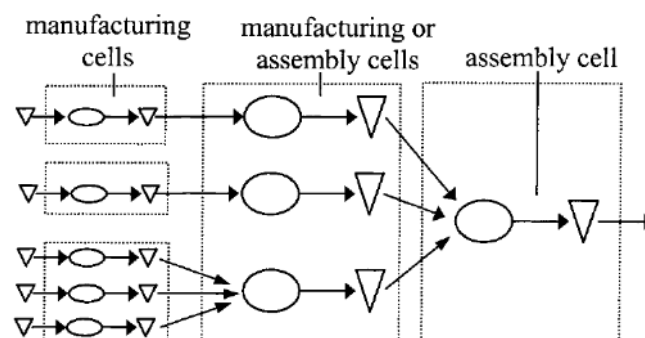 manufacturing
cells
manufacturing or
assembly cells
assembly cell